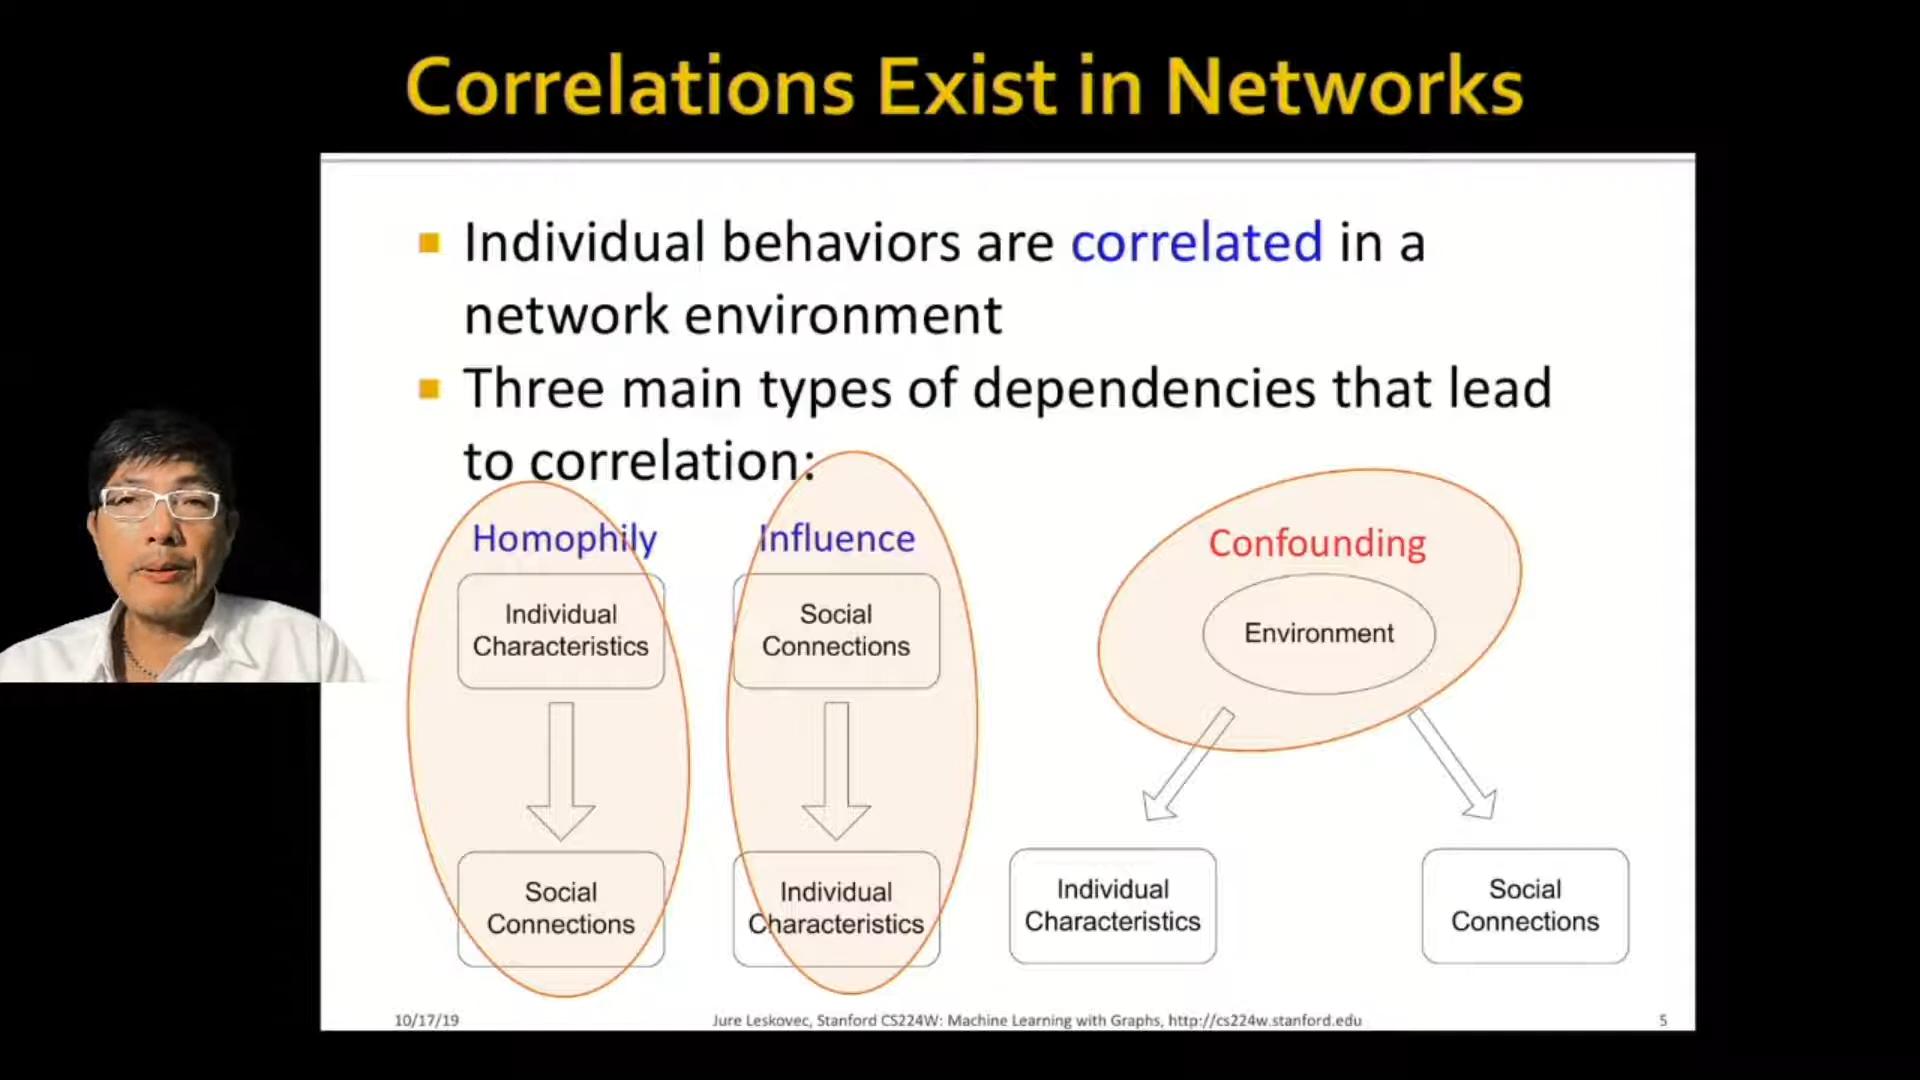 Correlations Exist in Networks
Individual behaviors are correlated in a
network environment
Three main types of dependencies that lead
to correlation:
Homophily
Individual
Characteristics
Social
Connections
Influence
Social
Connections
Individual
Characteristics
Confounding
Environment
Individual
Characteristics
Social
Connections
10/17/19
Jure Leskovec, Stanford CS224W: Machine Learning with Graphs, http://cs224w.stanford.edu
5